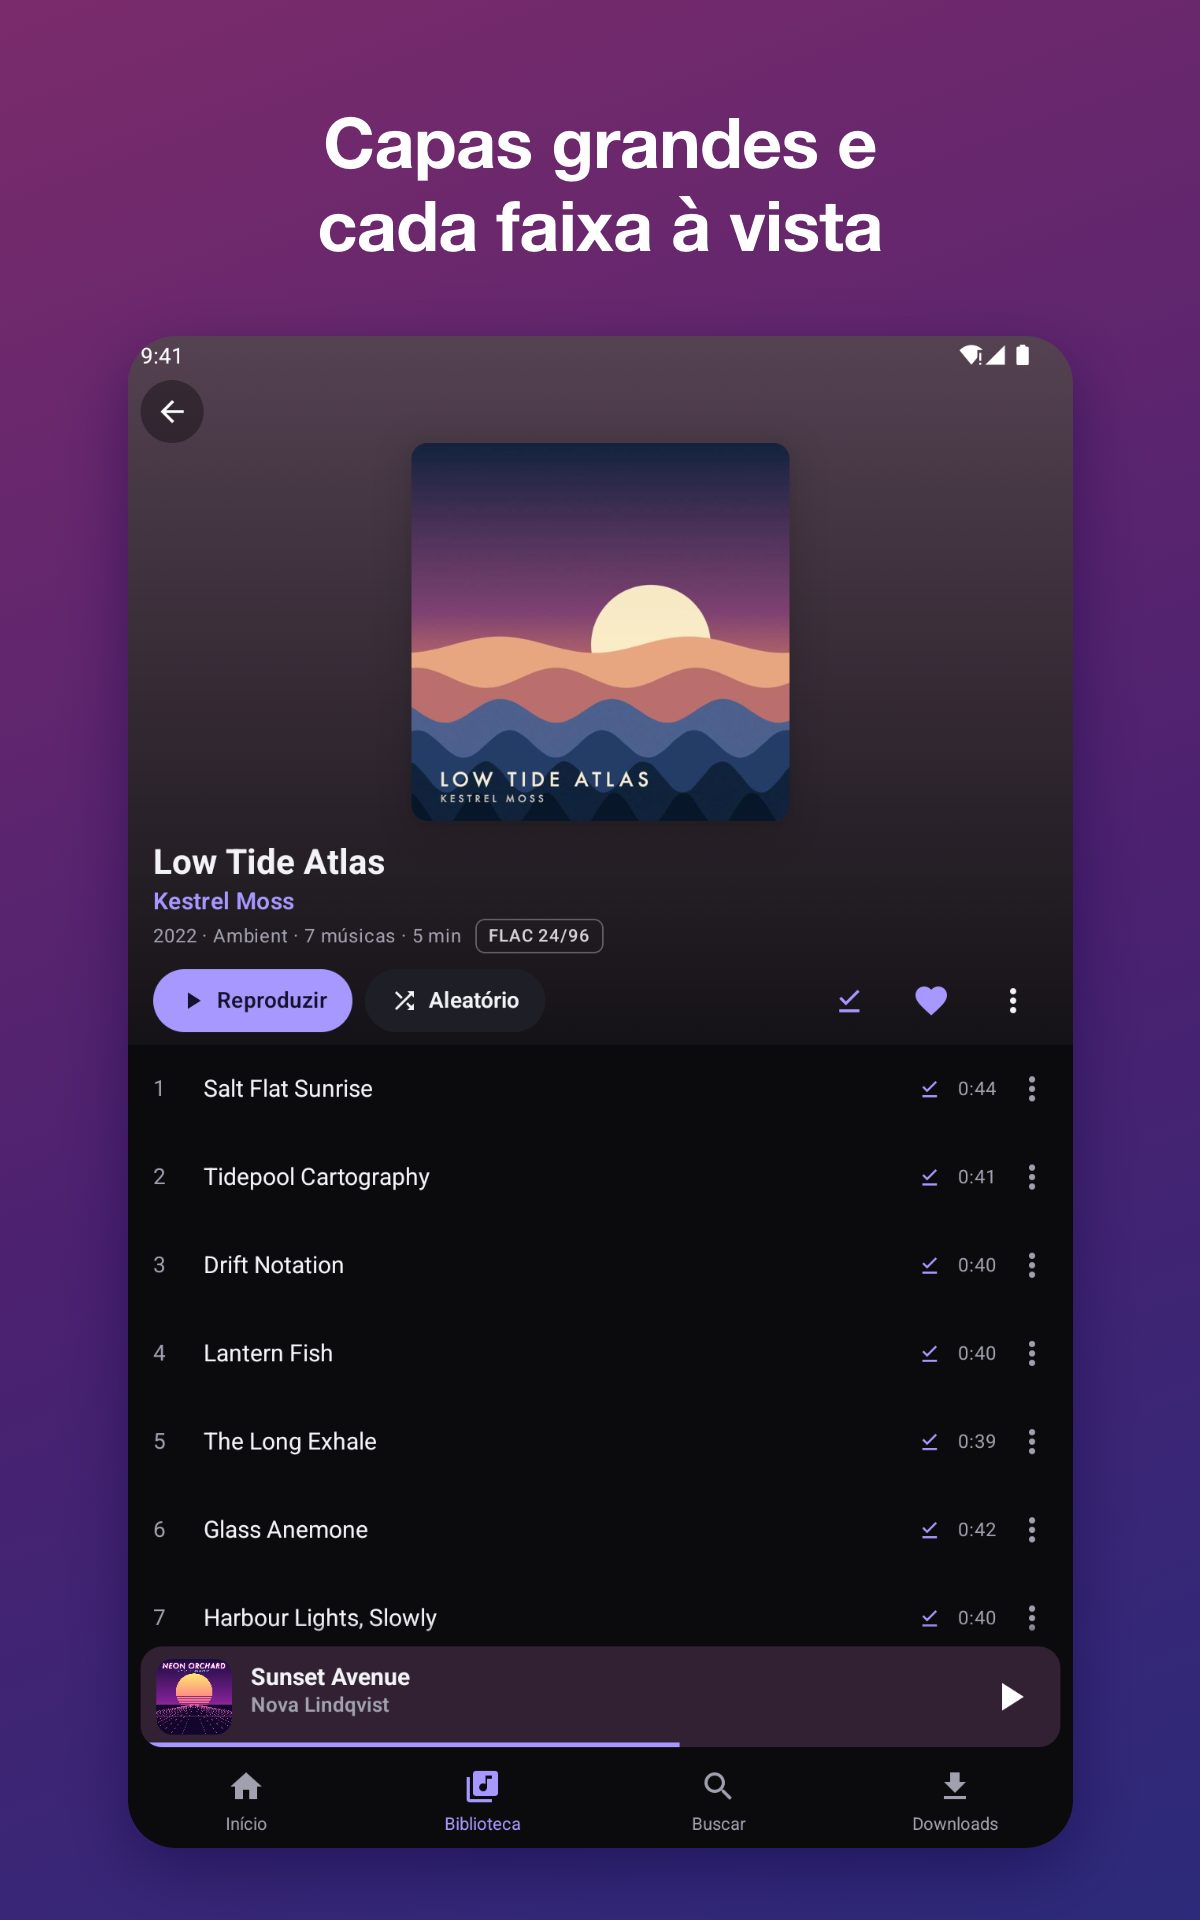 Capas grandes e
cada faixa à vista
9:41
LOW TIDE ATLAS
KESTREL MOSS
Low Tide Atlas
Kestrel Moss
2022 · Ambient · 7 músicas · 5 min FLAC 24/96
Reproduzir Aleatório
1 Salt Flat Sunrise 0:44
2 Tidepool Cartography 0:41
3 Drift Notation 0:40
4 Lantern Fish 0:40
5 The Long Exhale 0:39
6 Glass Anemone 0:42
7 Harbour Lights, Slowly 0:40
NEON ORCHARD
Sunset Avenue
Nova Lindqvist
Início Biblioteca Buscar Downloads